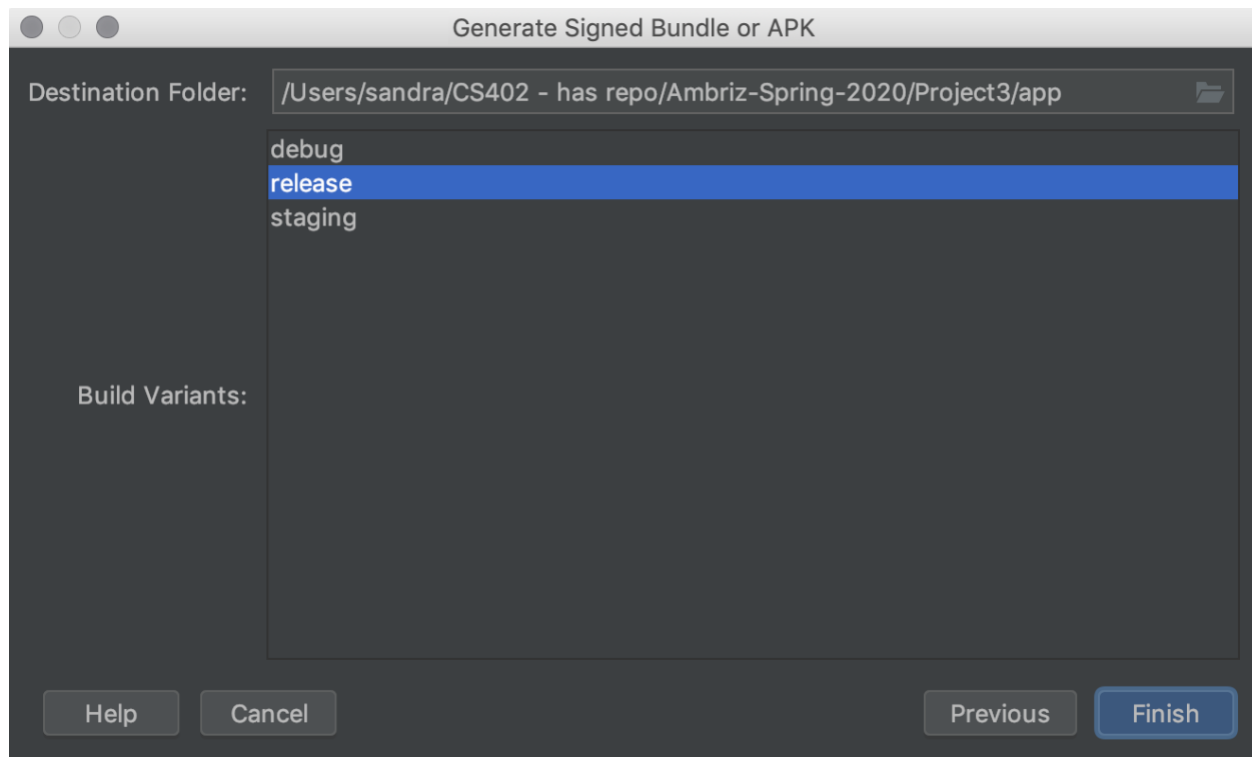 Generate Signed Bundle or APK
Destination Folder: /Users/sandra/CS402 - has repo/Ambriz-Spring-2020/Project3/app
debug
release
staging
Build Variants:
Help Cancel Previous Finish